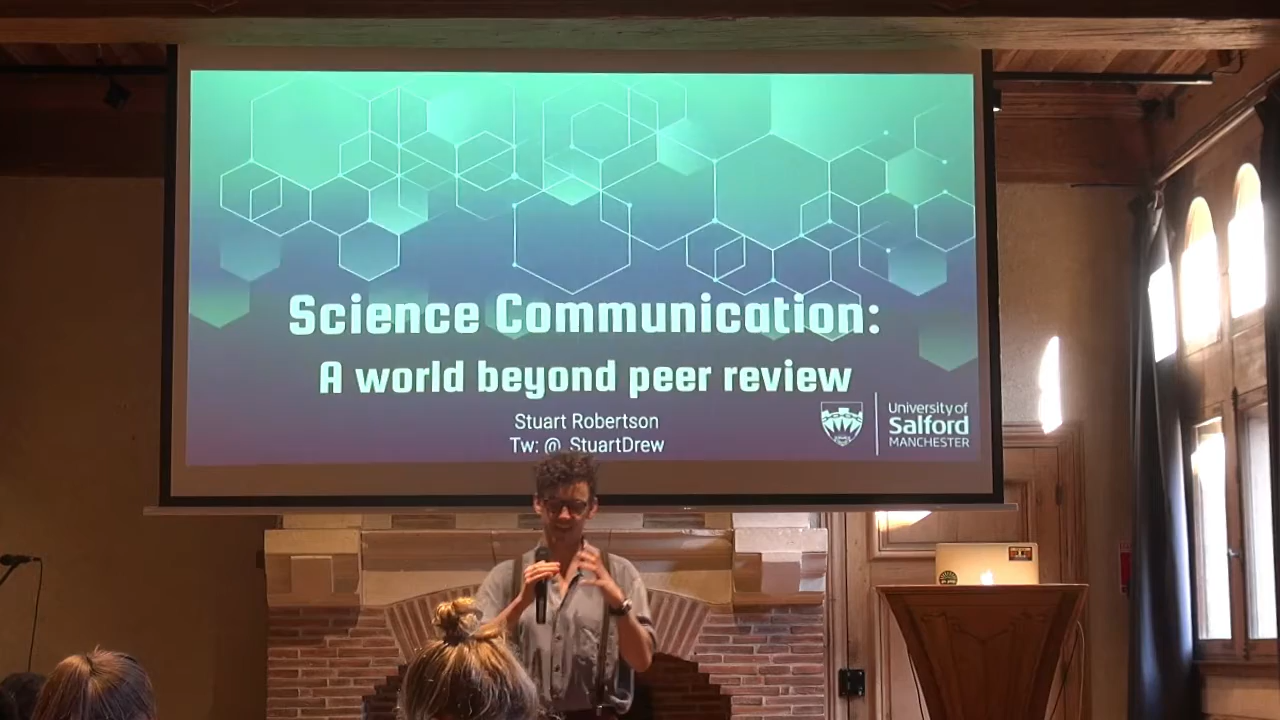 Science Communication:
A world beyond peer review
Stuart Robertson
Tw: @_StuartDrew
University of
Salford
MANCHESTER